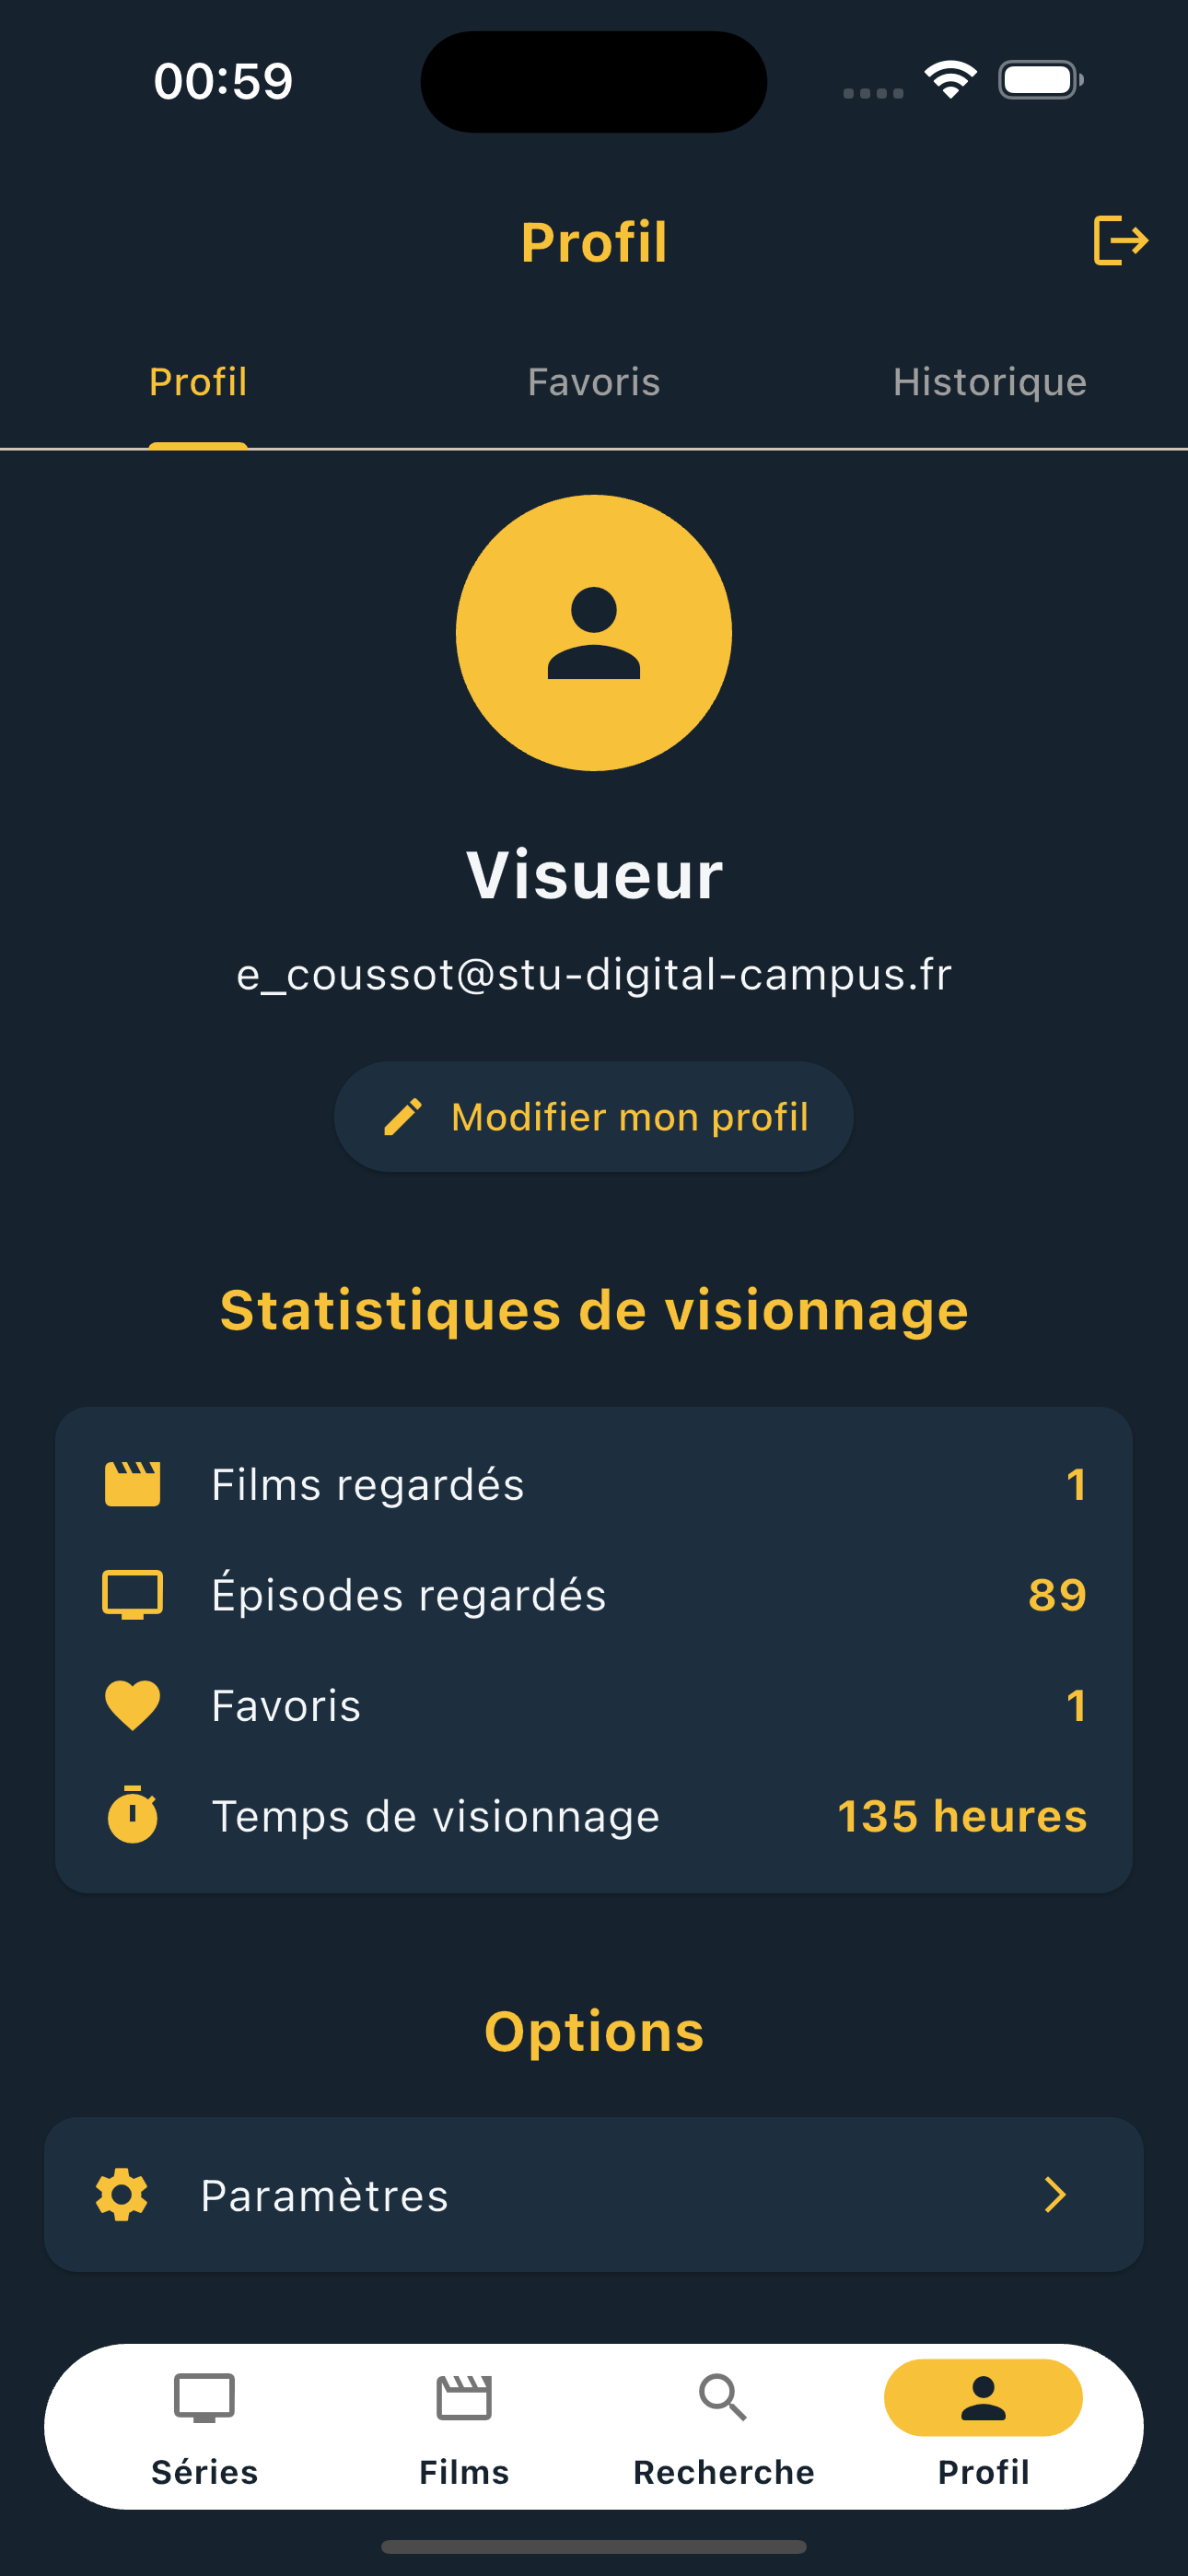 00:59
Profil
Profil Favoris Historique
Visueur
e_coussot@stu-digital-campus.fr
Modifier mon profil
Statistiques de visionnage
Films regardés 1
Épisodes regardés 89
Favoris 1
Temps de visionnage 135 heures
Options
Paramètres
Séries Films Recherche Profil